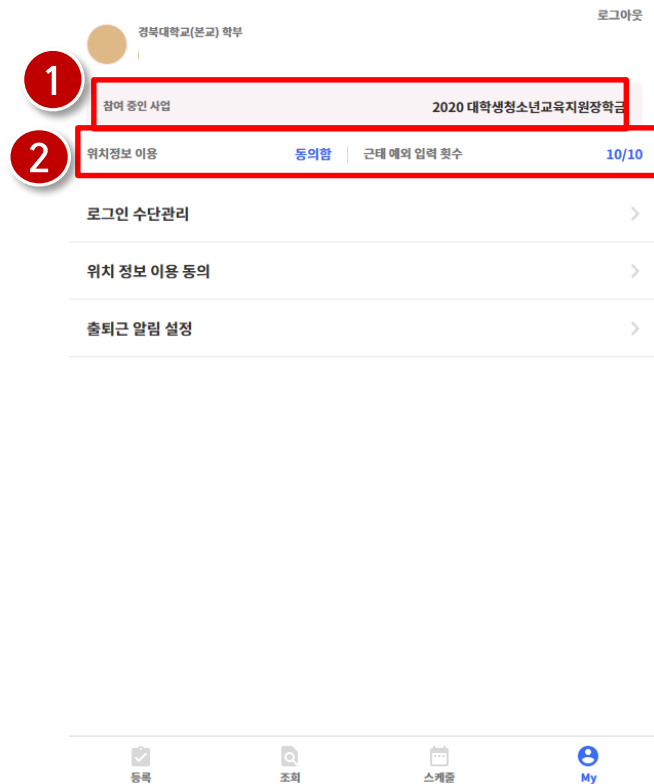 로그아웃
경북대학교(본교) 학부
1
참여 중인 사업 2020 대학생청소년교육지원장학금
2
위치정보 이용 동의함 근태 예외 입력 횟수 10/10
로그인 수단관리
위치 정보 이용 동의
출퇴근 알림 설정
등록 조회 스케줄 My